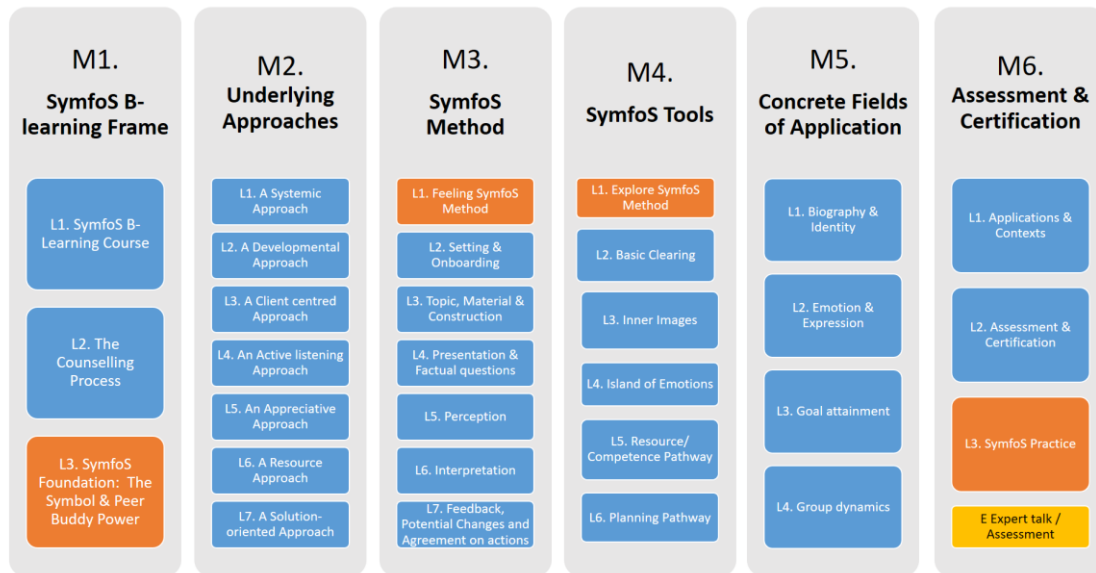 M1.
SymfoS B-
learning Frame
L1. SymfoS B-
Learning Course
L2. The
Counselling
Process
L3. SymfoS
Foundation: The
Symbol & Peer
Buddy Power
M2.
Underlying
Approaches
L1. A Systemic
Approach
L2. A Developmental
Approach
L3. A Client centred
Approach
L4. An Active listening
Approach
L5. An Appreciative
Approach
L6. A Resource
Approach
L7. A Solution-
oriented Approach
M3.
SymfoS
Method
L1. Feeling SymfoS
Method
L2. Setting &
Onboarding
L3. Topic, Material &
Construction
L4. Presentation &
Factual questions
L5. Perception
L6. Interpretation
L7. Feedback,
Potential Changes and
Agreement on actions
M4.
SymfoS Tools
L1. Explore SymfoS
Method
L2. Basic Clearing
L3. Inner Images
L4. Island of Emotions
L5. Resource/
Competence Pathway
L6. Planning Pathway
M5.
Concrete Fields
of Application
L1. Biography &
Identity
L2. Emotion &
Expression
L3. Goal attainment
L4. Group dynamics
M6.
Assessment &
Certification
L1. Applications &
Contexts
L2. Assessment &
Certification
L3. SymfoS Practice
E Expert talk /
Assessment